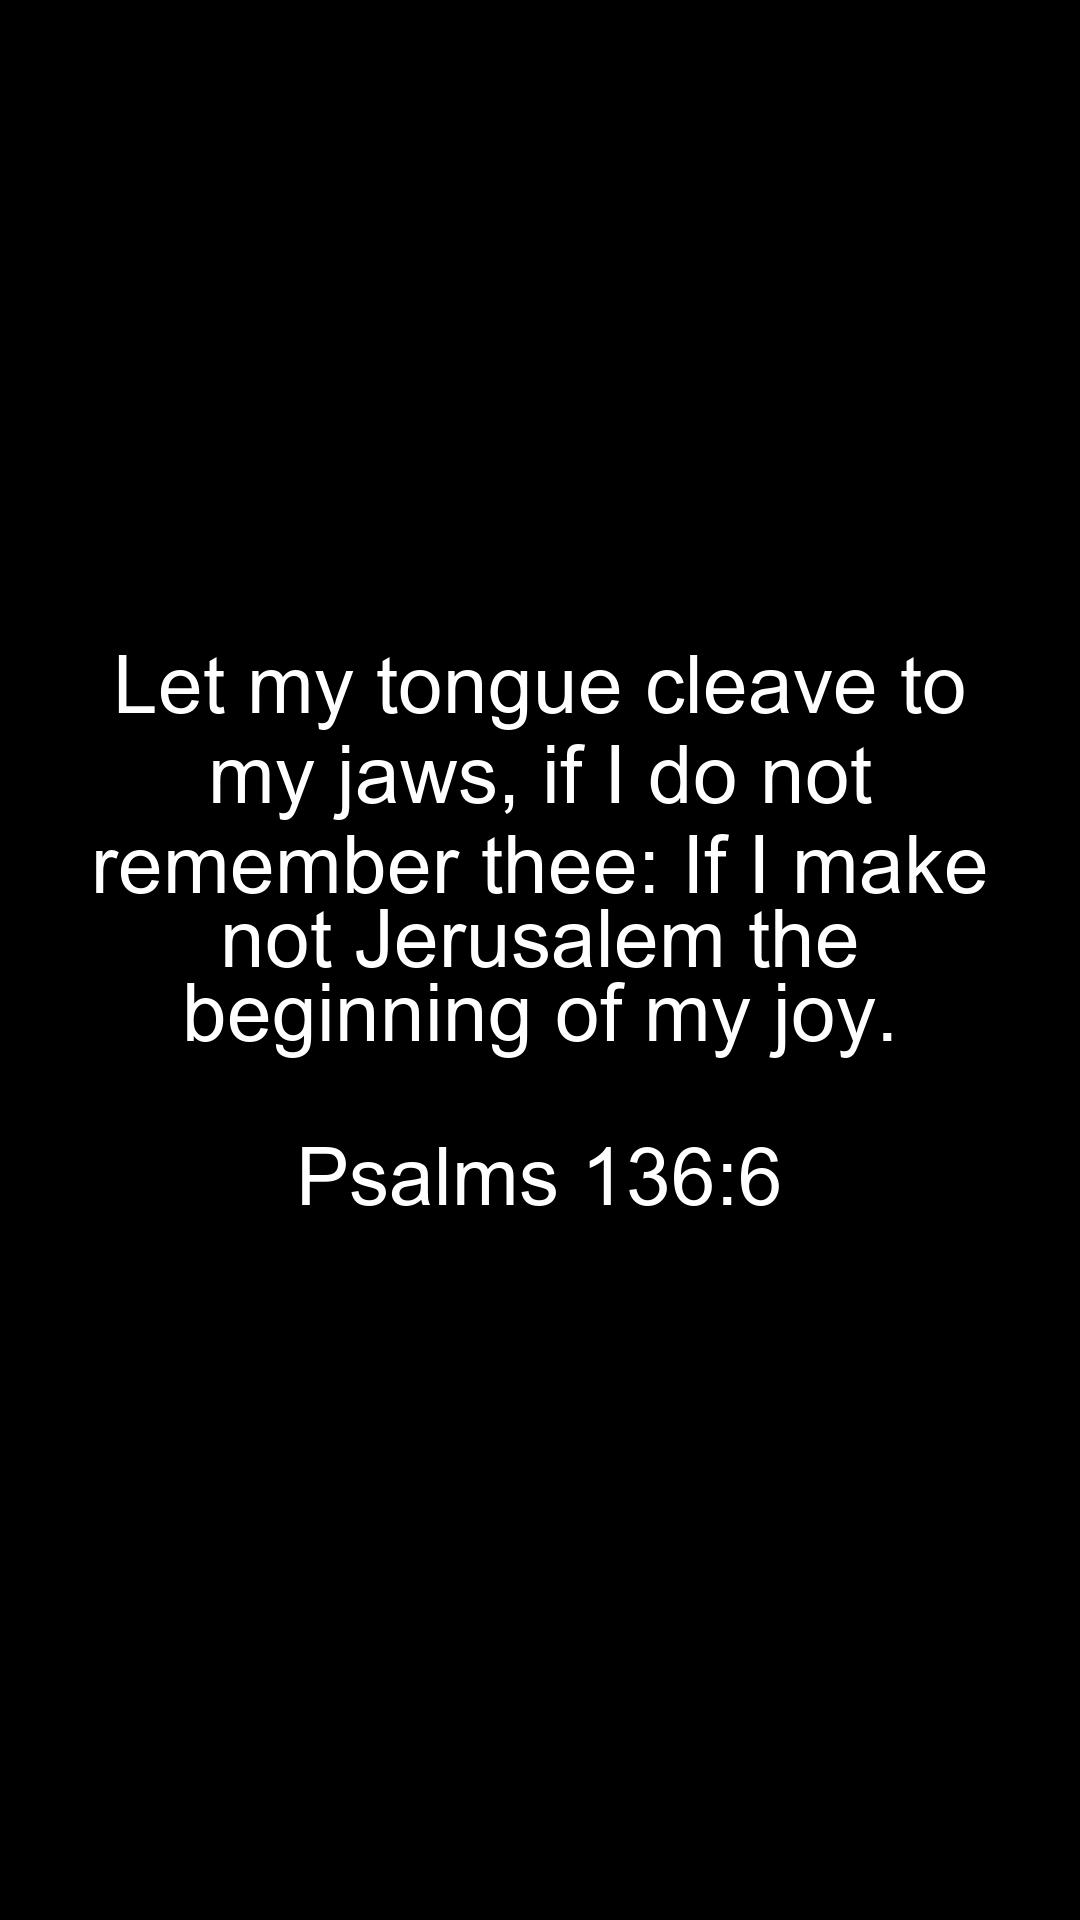 Let my tongue cleave to
my jaws, if I do not
remember thee: If I make
not Jerusalem the
beginning of my joy.
Psalms 136:6